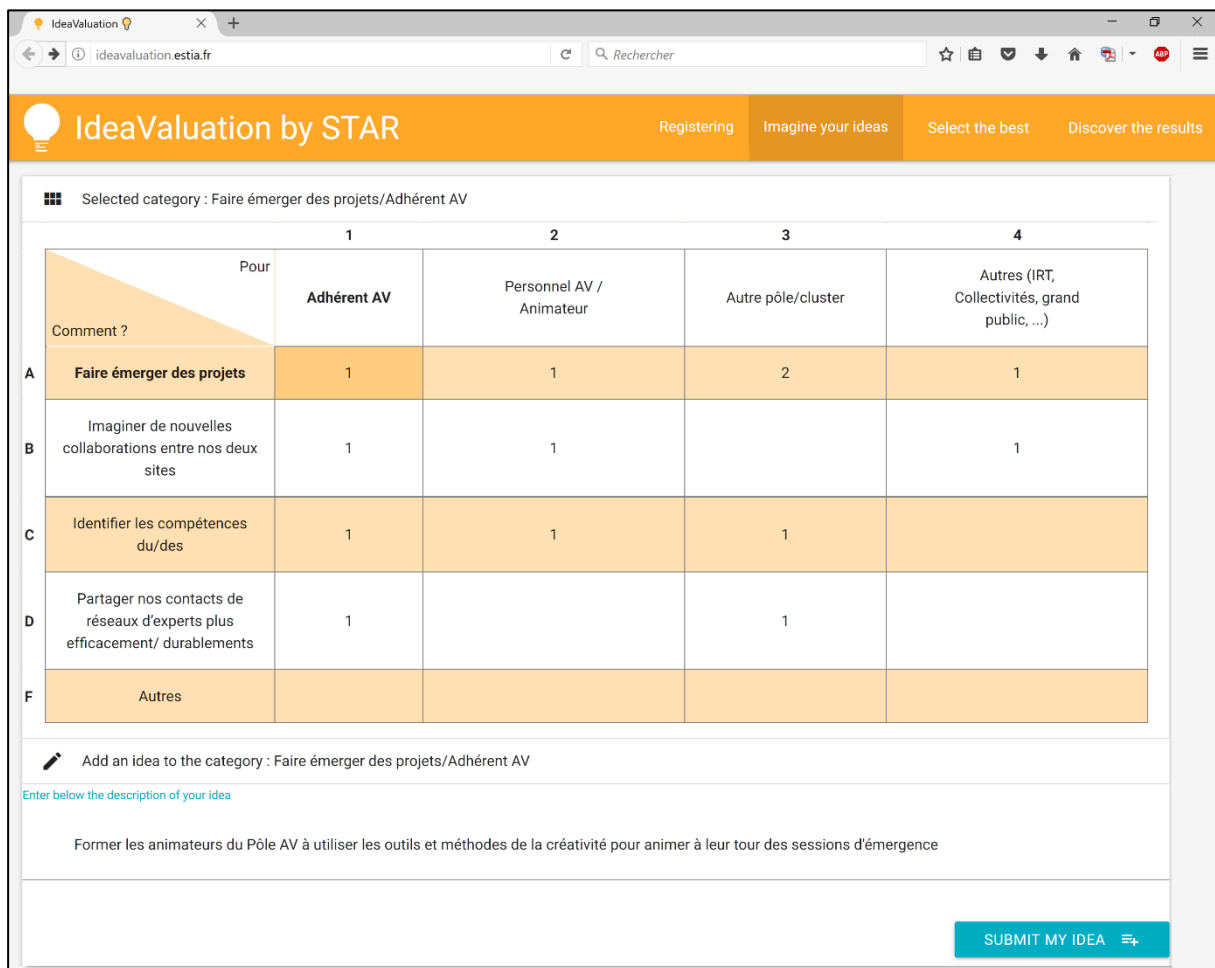 IdeaValuation
ideavaluation.estia.fr
Rechercher
ABP
IdeaValuation by STAR
Registering
Imagine your ideas
Select the best
Discover the results
Selected category : Faire émerger des projets/Adhérent AV
1 2 3 4
Pour
Comment ?
Adhérent AV
Personnel AV /
Animateur
Autre pôle/cluster
Autres (IRT,
Collectivités, grand
public, ...)
A Faire émerger des projets 1 1 2 1
Imaginer de nouvelles
B collaborations entre nos deux 1 1 1
sites
Identifier les compétences
C du/des 1 1 1
Partager nos contacts de
D réseaux d'experts plus 1 1
efficacement/ durablements
F Autres
Add an idea to the category : Faire émerger des projets/Adhérent AV
Enter below the description of your idea
Former les animateurs du Pôle AV à utiliser les outils et méthodes de la créativité pour animer à leur tour des sessions d'émergence
SUBMIT MY IDEA